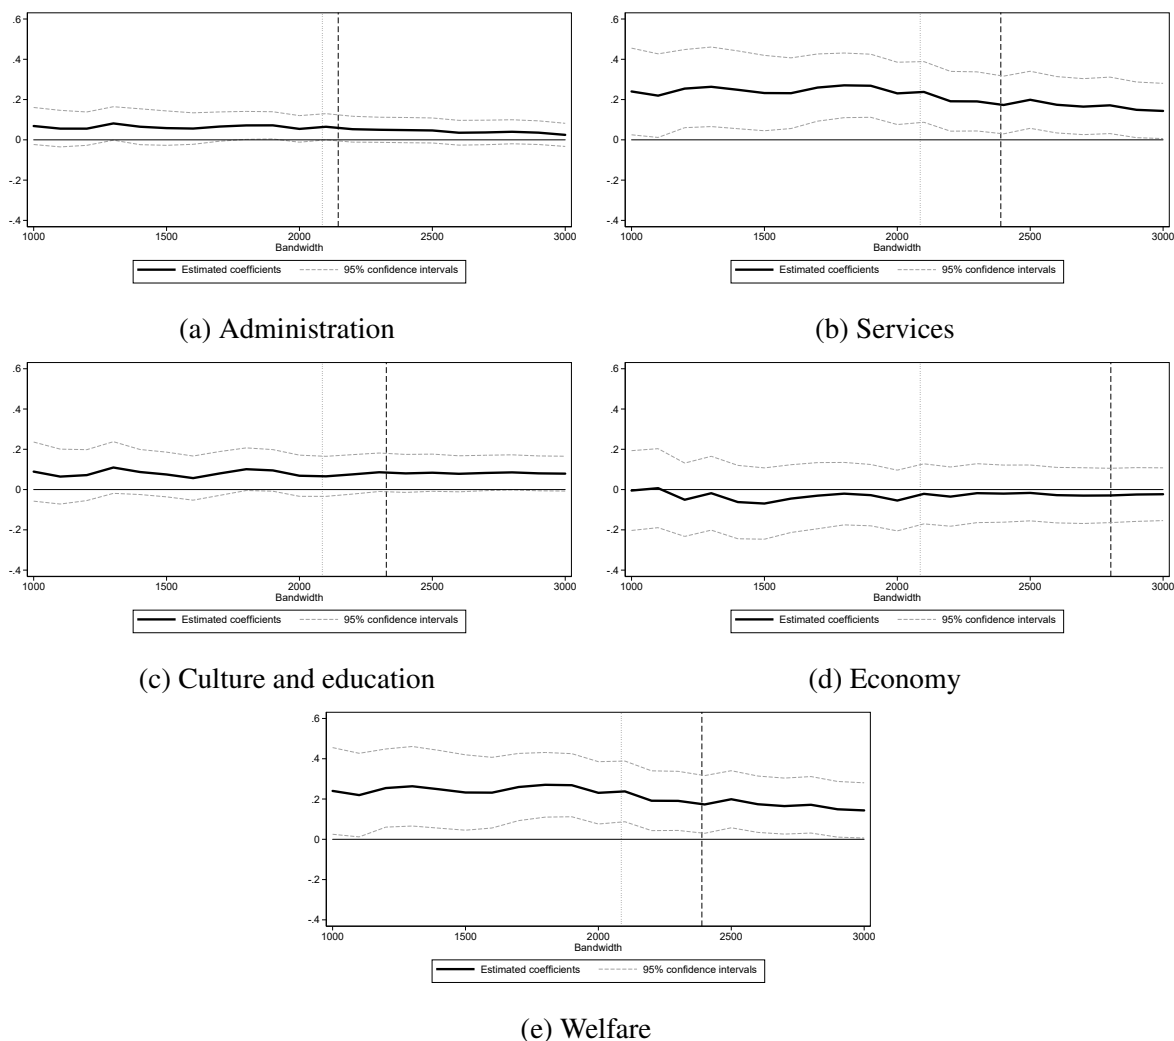 .6 .6
.4 .4
.2 .2
0 0
-.2 -.2
-.4 -.4
1000 1500 2000 2500 3000 1000 1500 2000 2500 3000
Bandwidth Bandwidth
Estimated coefficients 95% confidence intervals Estimated coefficients 95% confidence intervals
(a) Administration (b) Services
.6 .6
.4 .4
.2 .2
0 0
-.2 -.2
-.4 -.4
1000 1500 2000 2500 3000 1000 1500 2000 2500 3000
Bandwidth Bandwidth
Estimated coefficients 95% confidence intervals Estimated coefficients 95% confidence intervals
(c) Culture and education (d) Economy
.6
.4
.2
0
-.2
-.4
1000 1500 2000 2500 3000
Bandwidth
Estimated coefficients 95% confidence intervals
(e) Welfare